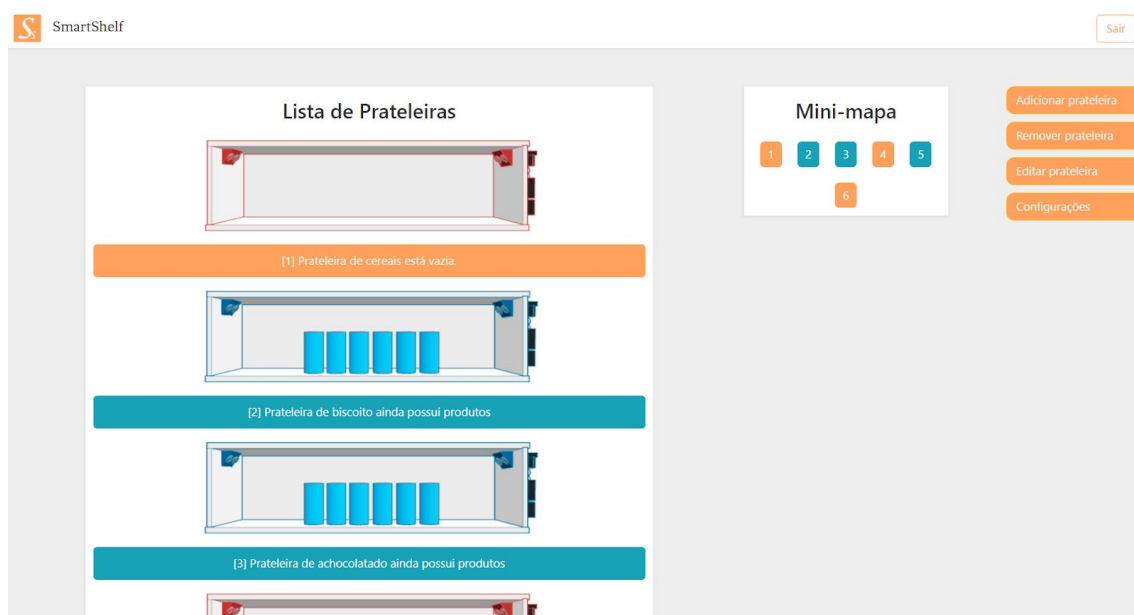 SmartShelf
Sair
Lista de Prateleiras
[1] Prateleira de cereais está vazia.
[2] Prateleira de biscoito ainda possui produtos
[3] Prateleira de achocolatado ainda possui produtos
Mini-mapa
1 2 3 4 5
6
Adicionar prateleira
Remover prateleira
Editar prateleira
Configurações